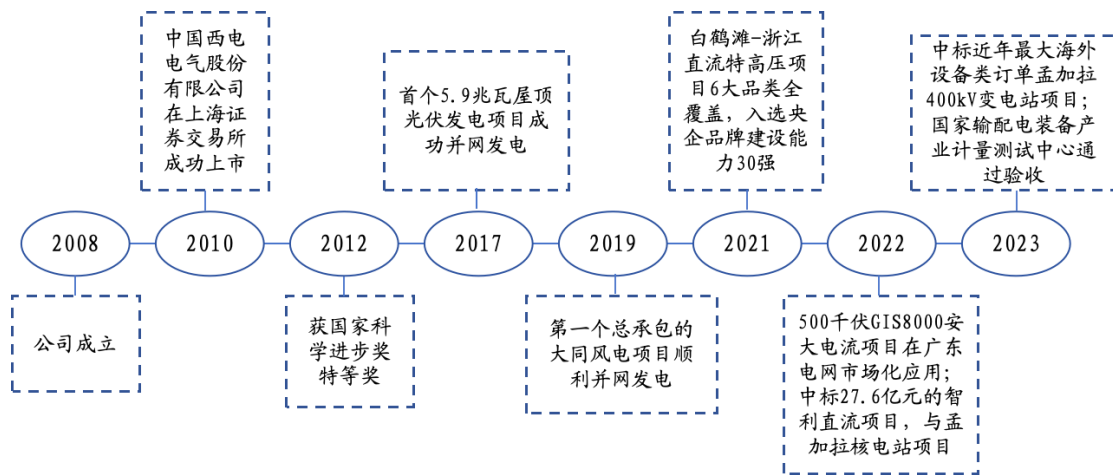 中国西电
电气股份
有限公司
在上海证
券交易所
成功上市
首个5.9兆瓦屋顶
光伏发电项目成
功并网发电
白鹤滩-浙江
直流特高压项
目6大品类全
覆盖，入选央
企品牌建设能
力30强
中标近年最大海外
设备类订单孟加拉
400kV变电站项目；
国家输配电装备产
业计量测试中心通
过验收
2008
2010
2012
2017
2019
2021
2022
2023
公司成立
获国家科
学进步奖
特等奖
第一个总承包的
大同风电项目顺
利并网发电
500千伏GIS8000安
大电流项目在广东
电网市场化应用；
中标27.6亿元的智
利直流项目，与孟
加拉核电站项目